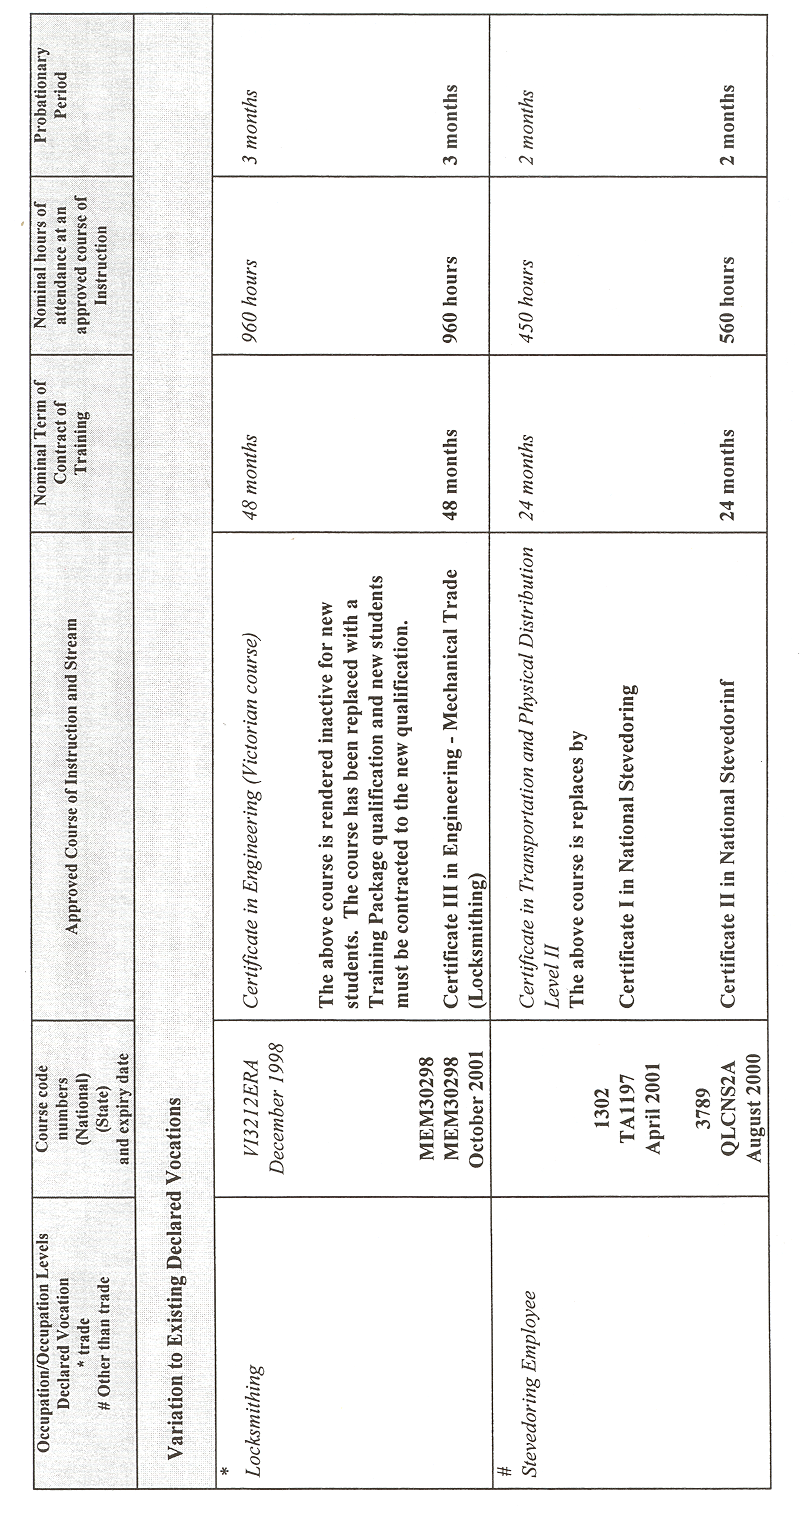 Occupation/Occupation Levels
Declared Vocation
* trade
# Other than trade
Course code
numbers
(National)
(State)
and expiry date
Approved Course of Instruction and Stream
Nominal Term of
Contract of
Training
Nominal hours of
attendance at an
approved course of
Instruction
Probationary
Period
Variation to Existing Declared Vocations
*
Locksmithing
VI3212ERA
December 1998
Certificate in Engineering (Victorian course)
48 months
960 hours
3 months
The above course is rendered inactive for new
students. The course has been replaced with a
Training Package qualification and new students
must be contracted to the new qualification.
MEM30298
MEM30298
October 2001
Certificate III in Engineering - Mechanical Trade
(Locksmithing)
48 months
960 hours
3 months
#
Stevedoring Employee
Certificate in Transportation and Physical Distribution
Level II
24 months
450 hours
2 months
The above course is replaces by
1302
TA1197
April 2001
Certificate I in National Stevedoring
3789
QLCNS2A
August 2000
Certificate II in National Stevedorinf
24 months
560 hours
2 months